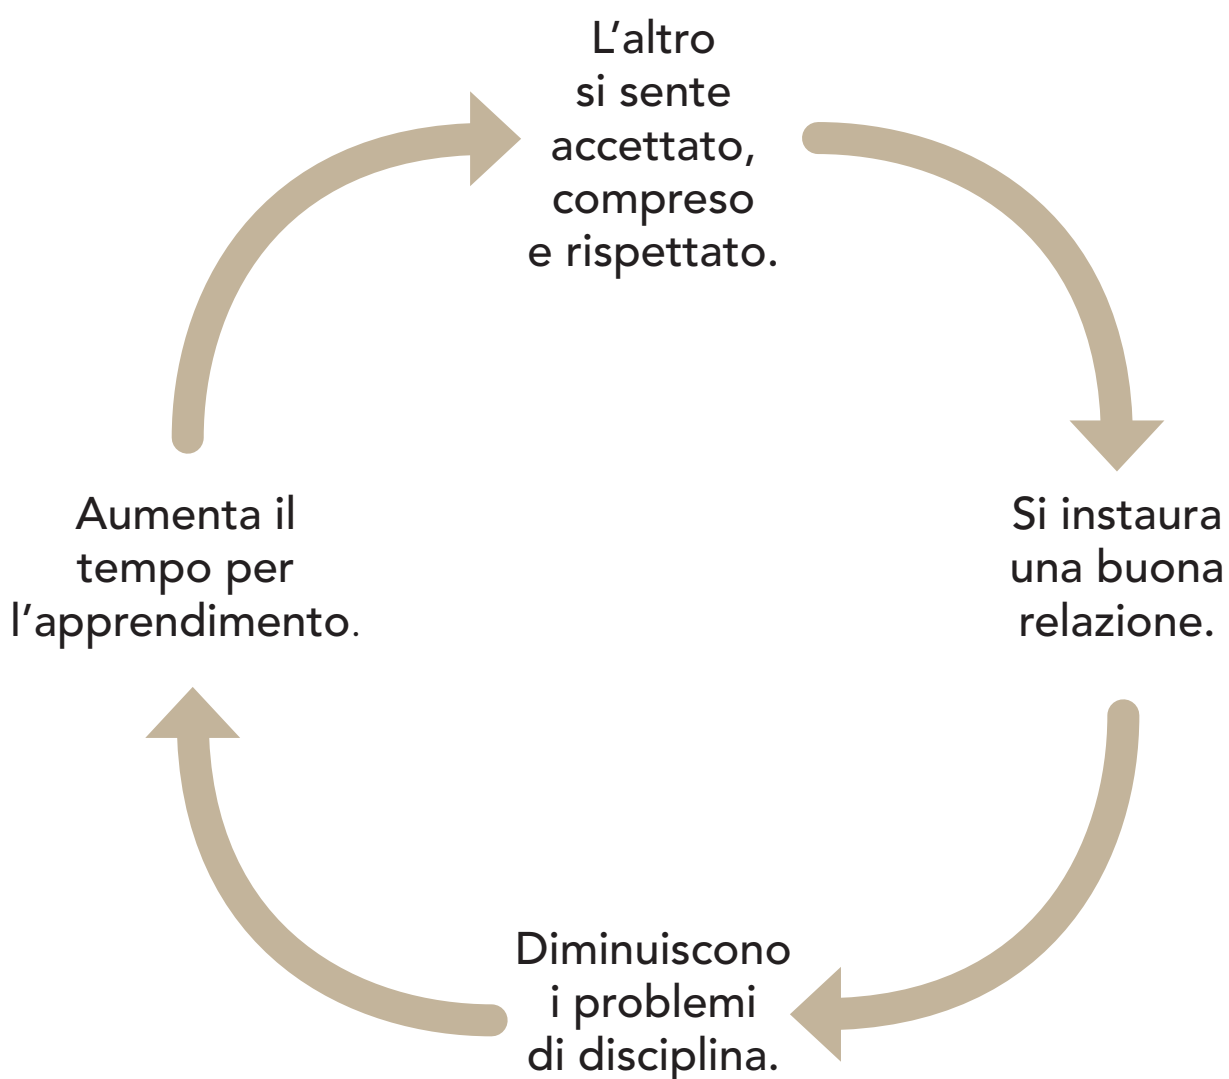 L’altro
si sente
accettato,
compreso
e rispettato.
Si instaura
una buona
relazione.
Diminuiscono
i problemi
di disciplina.
Aumenta il
tempo per
l’apprendimento.